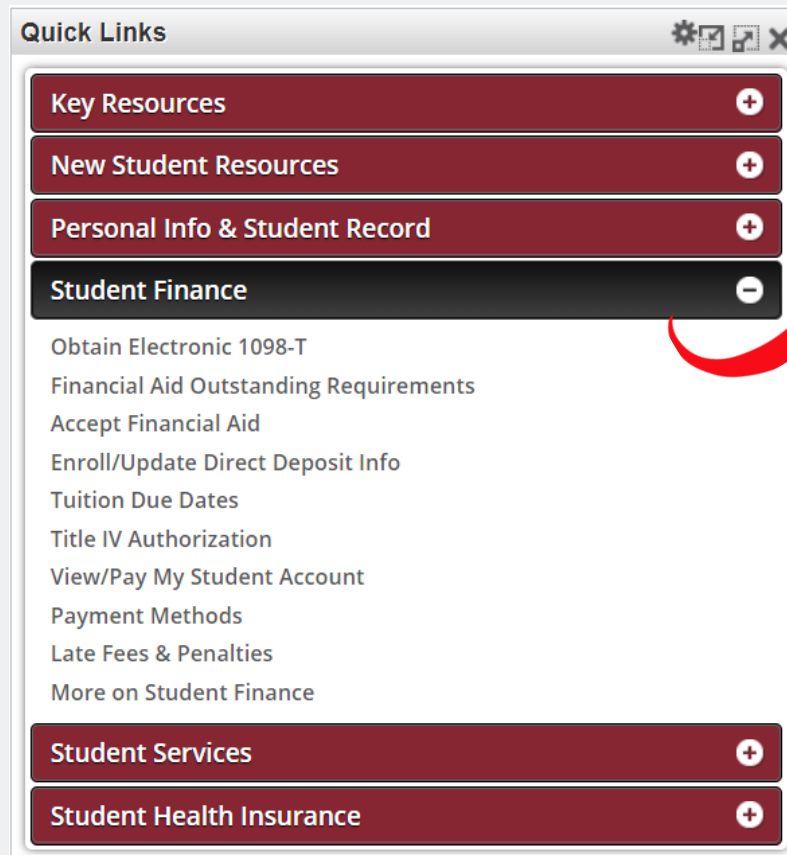 Quick Links
Key Resources
New Student Resources
Personal Info & Student Record
Student Finance
Obtain Electronic 1098-T
Financial Aid Outstanding Requirements
Accept Financial Aid
Enroll/Update Direct Deposit Info
Tuition Due Dates
Title IV Authorization
View/Pay My Student Account
Payment Methods
Late Fees & Penalties
More on Student Finance
Student Services
Student Health Insurance